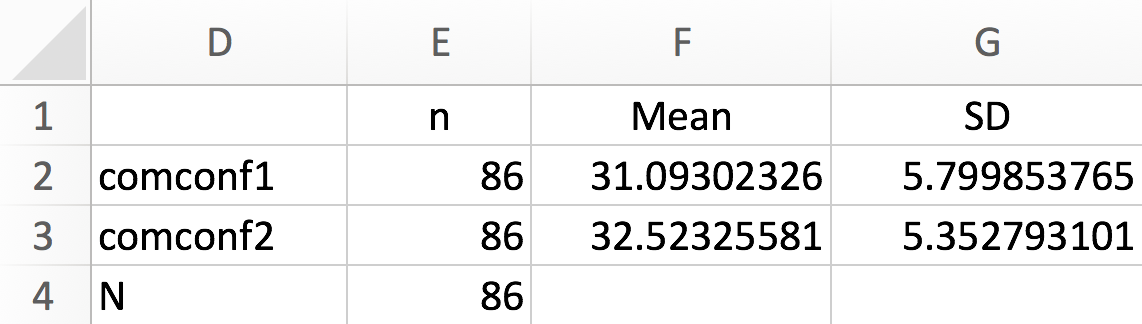 D E F G
1 n Mean SD
2 comconf1 86 31.09302326 5.799853765
3 comconf2 86 32.52325581 5.352793101
4 N 86